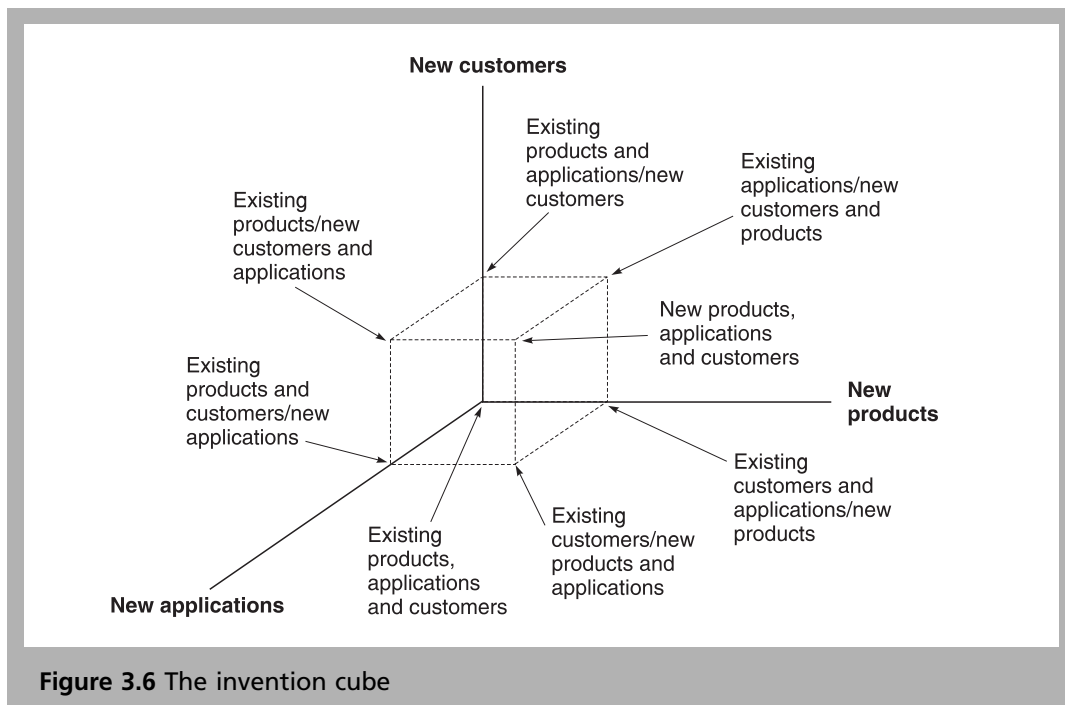 New customers
Existing
products and
applications/new
customers
Existing
applications/new
customers and
products
Existing
products/new
customers and
applications
New products,
applications
and customers
Existing
products and
customers/new
applications
New
products
Existing
customers and
applications/new
products
Existing
customers/new
products and
applications
Existing
products,
applications
and customers
New applications
Figure 3.6 The invention cube